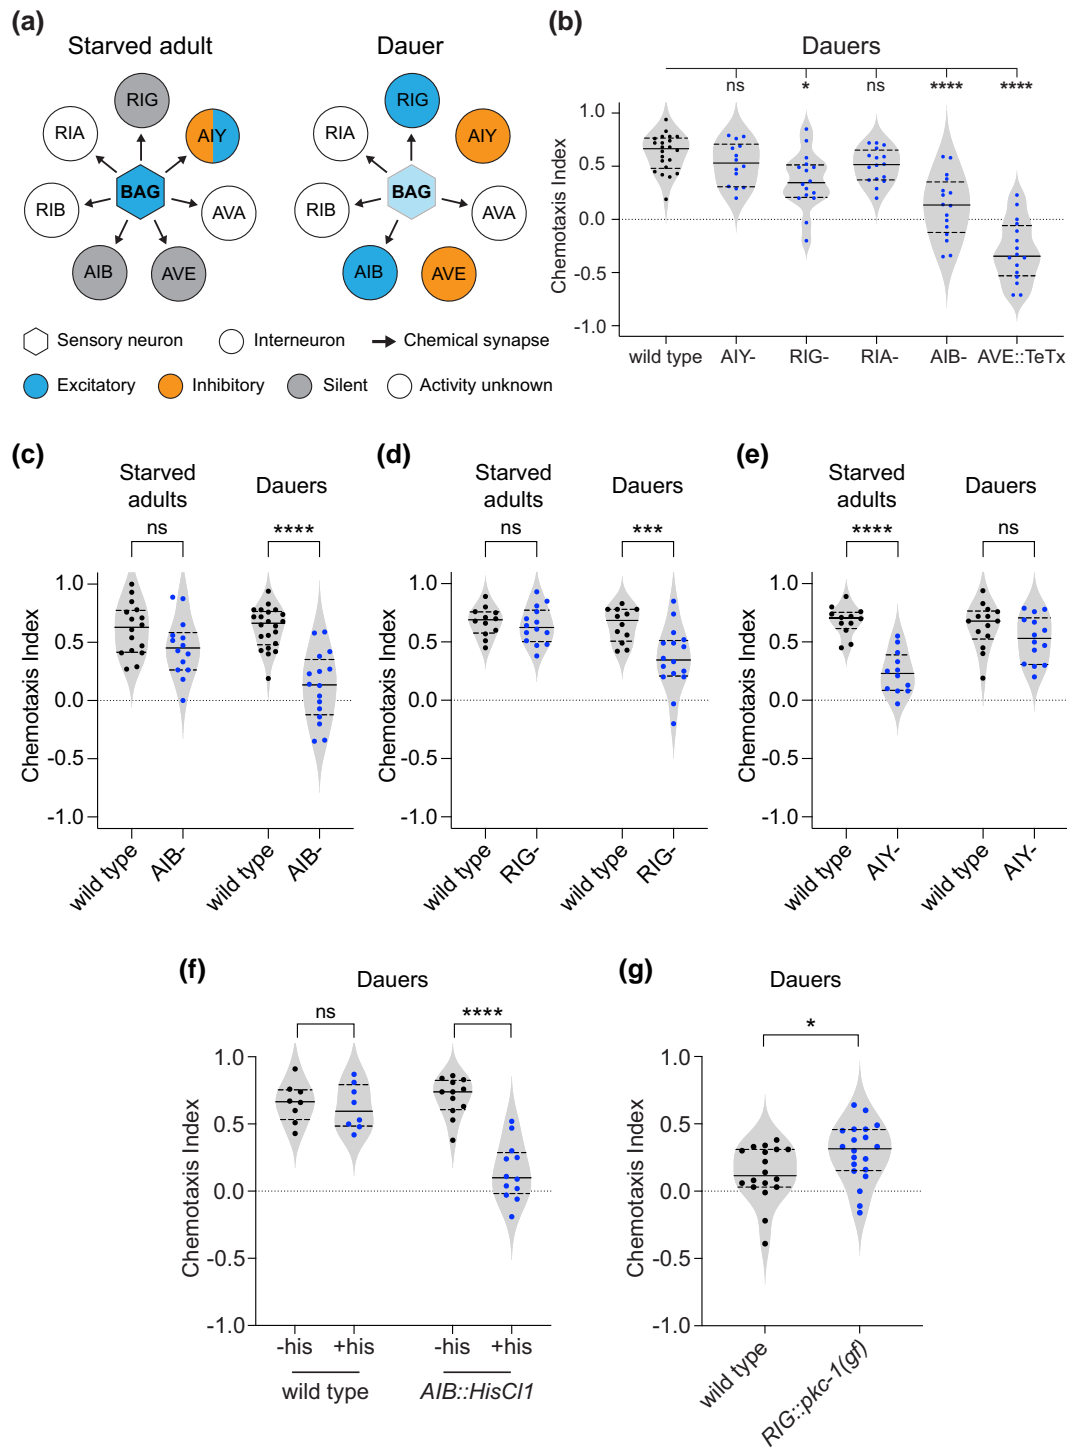 (a)
Starved adult
Dauer
RIG
RIA
AIY
BAG
RIB
AVA
AIB
AVE
RIG
RIA
AIY
BAG
RIB
AVA
AIB
AVE
Sensory neuron
Interneuron
Chemical synapse
Excitatory
Inhibitory
Silent
Activity unknown
(b)
Dauers
ns
*
ns
****
****
Chemotaxis Index
1.0
0.5
0.0
-0.5
-1.0
wild type
AIY-
RIG-
RIA-
AIB-
AVE::TeTx
(c)
Starved
adults
Dauers
ns
****
Chemotaxis Index
1.0
0.5
0.0
-0.5
-1.0
wild type
AIB-
wild type
AIB-
(d)
Starved
adults
Dauers
ns
***
Chemotaxis Index
1.0
0.5
0.0
-0.5
-1.0
wild type
RIG-
wild type
RIG-
(e)
Starved
adults
Dauers
****
ns
Chemotaxis Index
1.0
0.5
0.0
-0.5
-1.0
wild type
AIY-
wild type
AIY-
(f)
Dauers
ns
****
Chemotaxis Index
1.0
0.5
0.0
-0.5
-1.0
-his
+his
-his
+his
wild type
AIB::HisCl1
(g)
Dauers
*
Chemotaxis Index
1.0
0.5
0.0
-0.5
-1.0
wild type
RIG::pkc-1(gf)